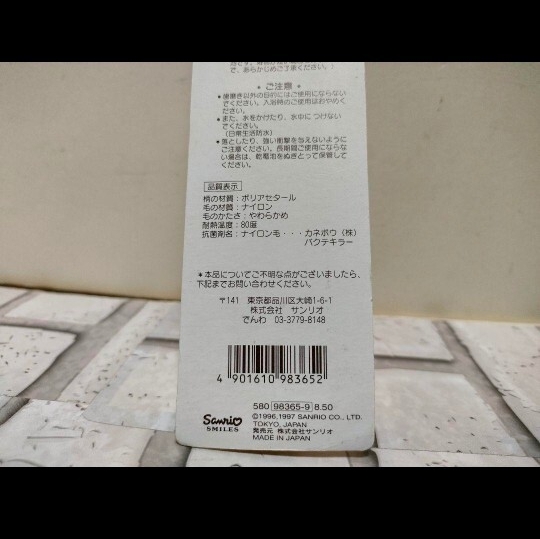 で、あらかじめご了承ください。
* ご注意 *
●歯磨き以外の目的にはご使用にならない
でください。入浴時のご使用はおやめく
ださい。
●また、水をかけたり、水中に つけない
でください。
(日常生活防水)
●落としたり、強い衝撃を与えないように
ご注意ください。長期間ご使用にならな
い場合は、乾電池をぬきとって保管して
ください。
品質表示
柄の材質:ポリアセタール
毛の材質:ナイロン
毛のかたさ:やわらかめ
耐熱温度:80度
抗菌剤名:ナイロン毛・・・カネボウ(株)
バクテキラー
*本品についてご不明な点がございましたら、
下記までお問い合わせください。
〒141 東京都品川区大崎1-6-1
株式会社 サンリオ
でんわ 03-3779-8148
4 901610 983652
580 98365-9 8.50
Sanrio
SMILES
©1996,1997 SANRIO CO., LTD.
TOKYO, JAPAN
発売元 株式会社サンリオ
MADE IN JAPAN